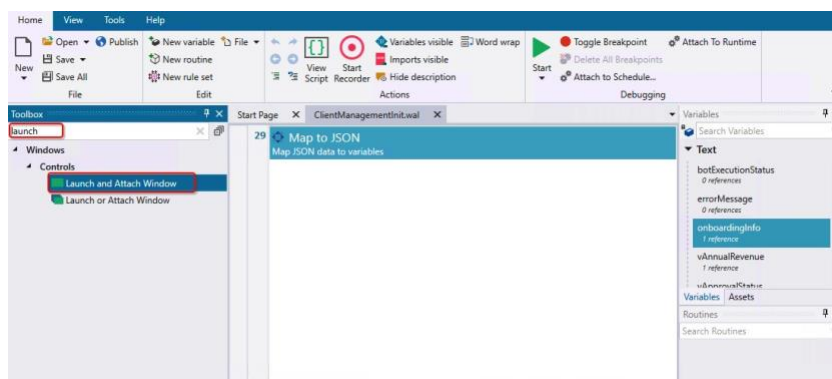 Home View Tools Help
New
Open
Publish
Save
Save All
File
New variable
File
New routine
New rule set
Edit
View Script
Start Recorder
Variables visible
Word wrap
Imports visible
Hide description
Actions
Start
Toggle Breakpoint
Attach To Runtime
Delete All Breakpoints
Attach to Schedule...
Debugging
Toolbox
launch
Windows
Controls
Launch and Attach Window
Launch or Attach Window
Start Page
ClientManagementInit.wal
29 Map to JSON
Map JSON data to variables
Variables
Search Variables
Text
botExecutionStatus
0 references
errorMessage
0 references
onboardingInfo
1 reference
vAnnualRevenue
1 reference
vApprovalStatus
Variables Assets
Routines
Search Routines